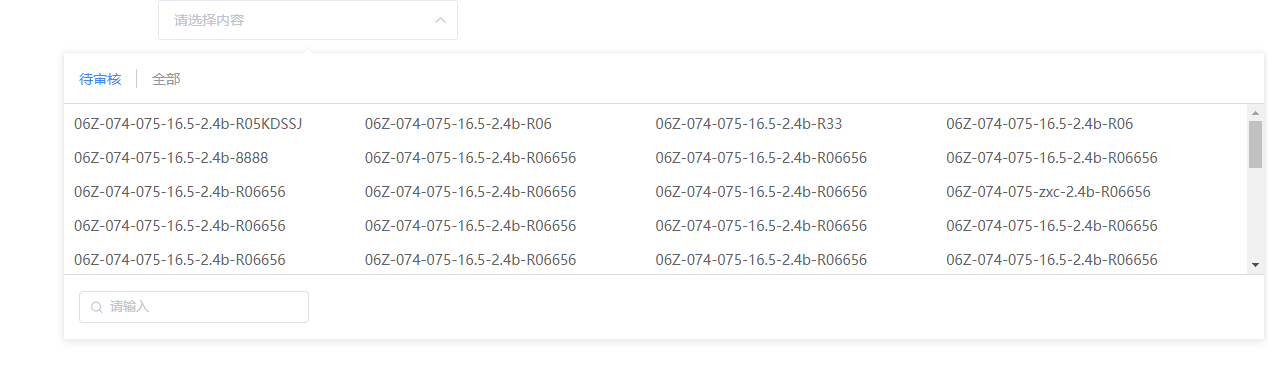 请选择内容
待审核 全部
06Z-074-075-16.5-2.4b-R05KDSSJ 06Z-074-075-16.5-2.4b-R06 06Z-074-075-16.5-2.4b-R33 06Z-074-075-16.5-2.4b-R06
06Z-074-075-16.5-2.4b-8888 06Z-074-075-16.5-2.4b-R06656 06Z-074-075-16.5-2.4b-R06656 06Z-074-075-16.5-2.4b-R06656
06Z-074-075-16.5-2.4b-R06656 06Z-074-075-16.5-2.4b-R06656 06Z-074-075-16.5-2.4b-R06656 06Z-074-075-zxc-2.4b-R06656
06Z-074-075-16.5-2.4b-R06656 06Z-074-075-16.5-2.4b-R06656 06Z-074-075-16.5-2.4b-R06656 06Z-074-075-16.5-2.4b-R06656
06Z-074-075-16.5-2.4b-R06656 06Z-074-075-16.5-2.4b-R06656 06Z-074-075-16.5-2.4b-R06656 06Z-074-075-16.5-2.4b-R06656
请输入